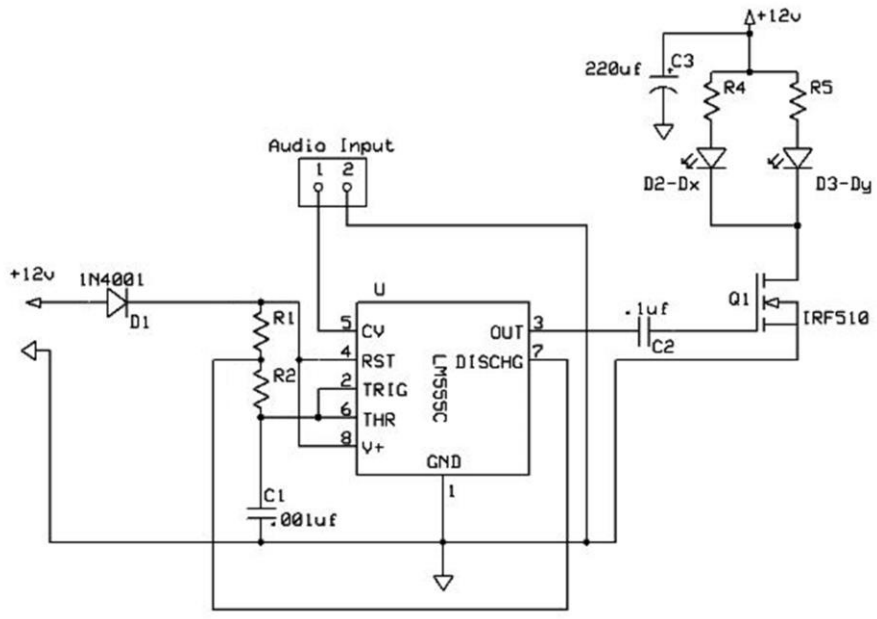 +12v
220uf
+
C3
R4
R5
D2-Dx
D3-Dy
Audio Input
1 2
+12v
1N4001
D1
R1
R2
C1
.001uf
U
5 CV
4 RST
2 TRIG
6 THR
8 V+
LM555C
OUT 3
DISCHG 7
GND
1
.1uf
C2
Q1
IRF510